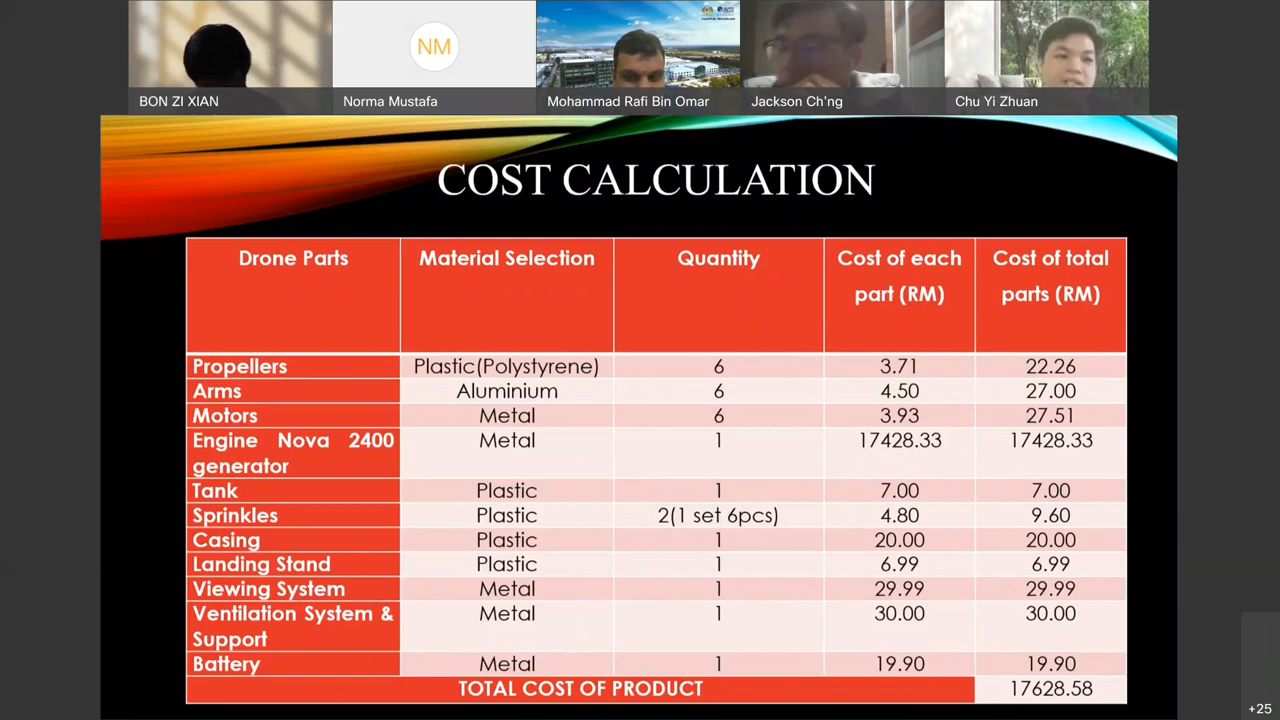 NM
BON ZI XIAN
Norma Mustafa
Mohammad Rafi Bin Omar
Jackson Ch'ng
Chu Yi Zhuan
COST CALCULATION
Drone Parts Material Selection Quantity Cost of each part (RM) Cost of total parts (RM)
Propellers Plastic(Polystyrene) 6 3.71 22.26
Arms Aluminium 6 4.50 27.00
Motors Metal 6 3.93 27.51
Engine Nova 2400 generator Metal 1 17428.33 17428.33
Tank Plastic 1 7.00 7.00
Sprinkles Plastic 2(1 set 6pcs) 4.80 9.60
Casing Plastic 1 20.00 20.00
Landing Stand Plastic 1 6.99 6.99
Viewing System Metal 1 29.99 29.99
Ventilation System & Support Metal 1 30.00 30.00
Battery Metal 1 19.90 19.90
TOTAL COST OF PRODUCT 17628.58
+25